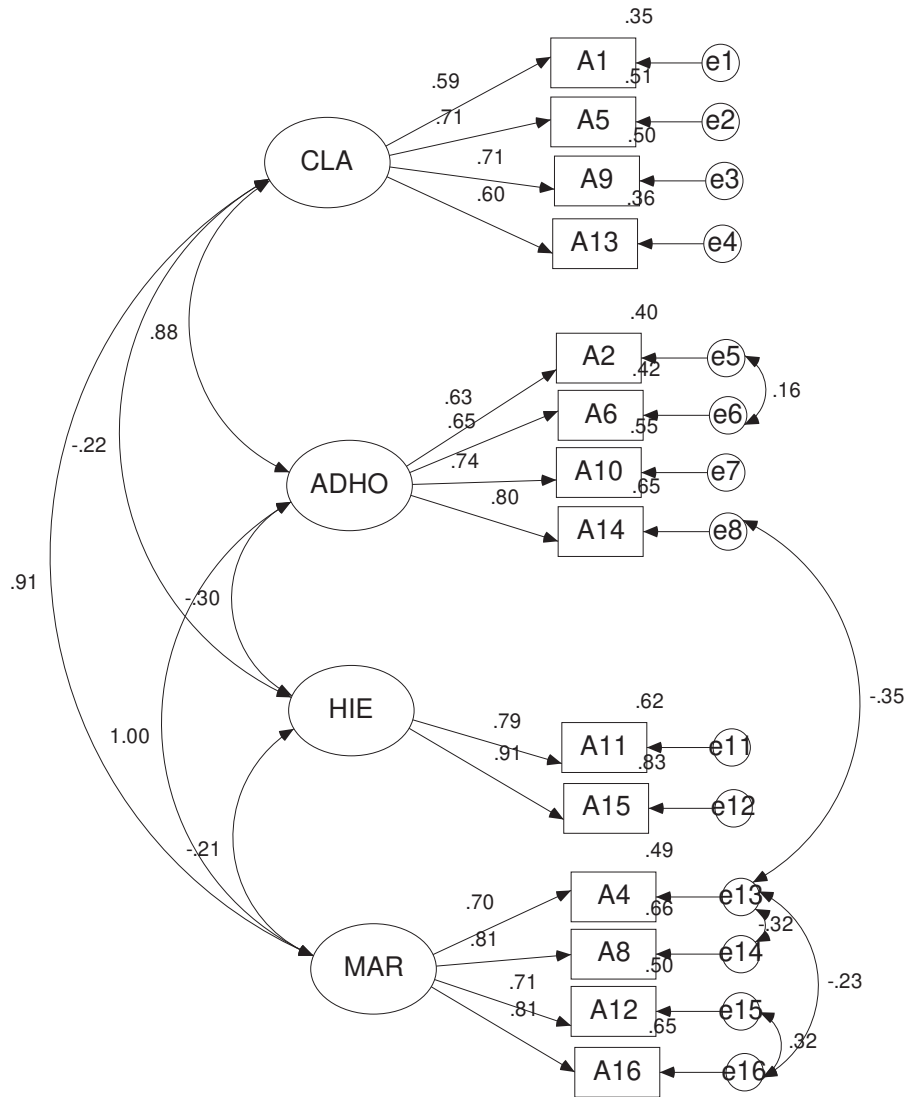 .35
A1
e1
.59
.51
A5
e2
.71
.50
CLA
.71
A9
e3
.60
.36
A13
e4
.40
.88
A2
e5
.63
.42
.16
A6
e6
.65
.55
-.22
A10
e7
.74
.65
ADHO
.80
A14
e8
.91
-.30
-.35
.62
HIE
.79
A11
e11
.91
.83
1.00
A15
e12
-.21
.49
.70
A4
e13
.66
-.32
.81
A8
e14
.50
MAR
-.23
.71
A12
e15
.81
.65
.32
A16
e16